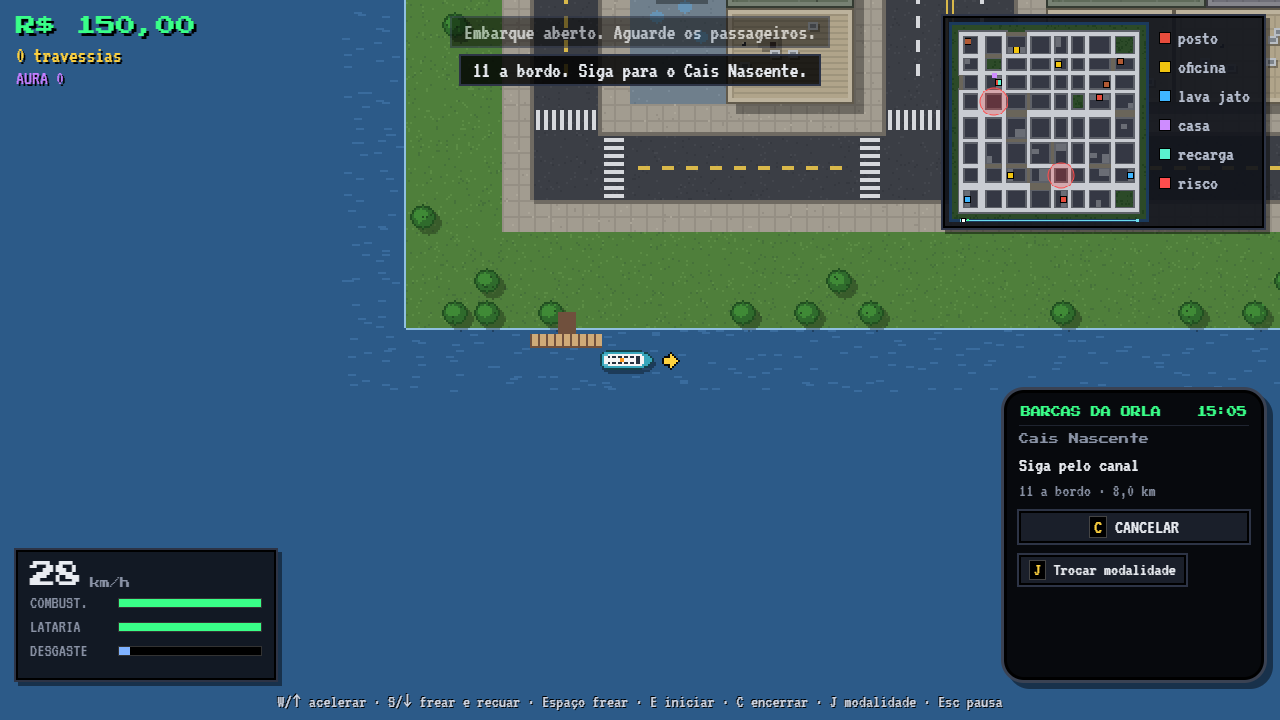 R$ 150,00
0 travessias
AURA 0
Embarque aberto. Aguarde os passageiros.
11 a bordo. Siga para o Cais Nascente.
posto
oficina
lava jato
casa
recarga
risco
BARCAS DA ORLA 15:05
Cais Nascente
Siga pelo canal
11 a bordo · 8,0 km
C CANCELAR
J Trocar modalidade
28 km/h
COMBUST.
LATARIA
DESGASTE
W/↑ acelerar · S/↓ frear e recuar · Espaço frear · E iniciar · C encerrar · J modalidade · Esc pausa